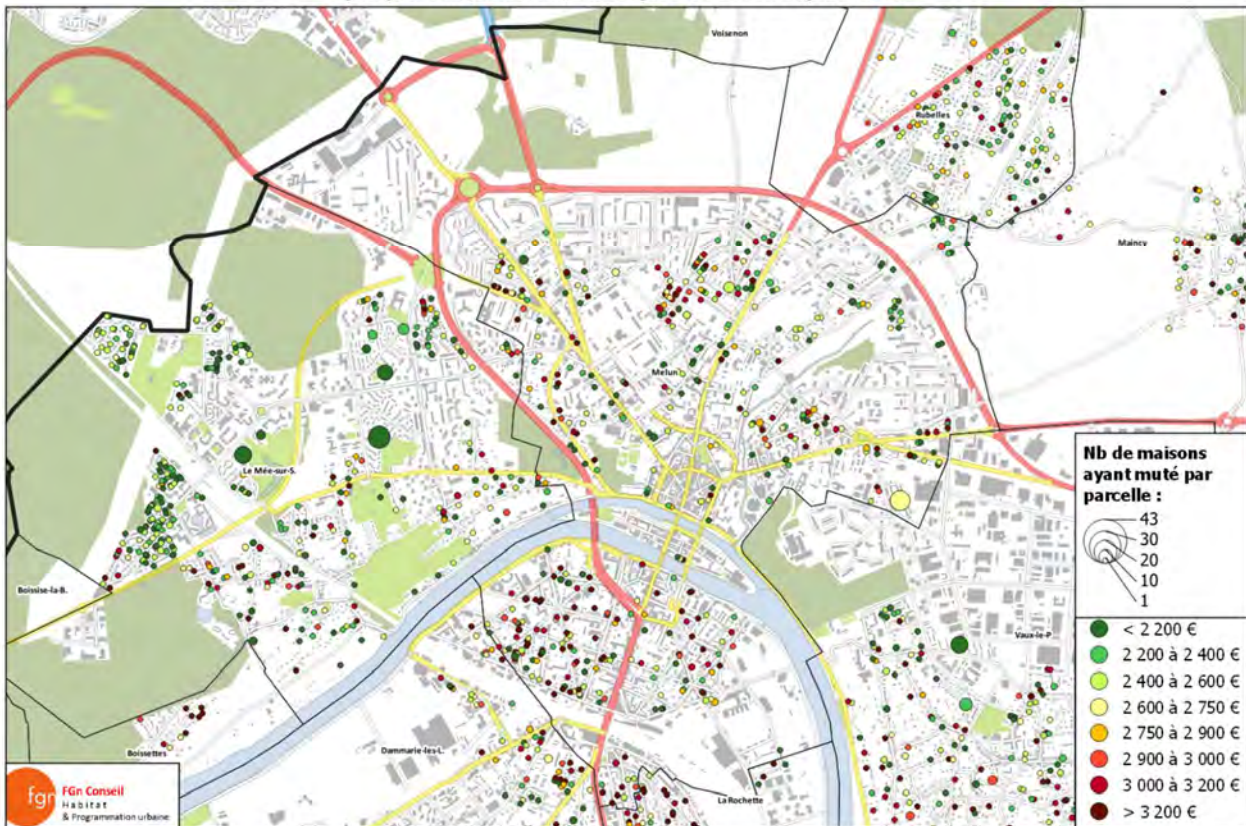 Voisenon
Rubelles
Maincy
Melun
Le Mée-sur-S.
Boissise-la-B.
Vaux-le-P
Boissettes
Dammarie-les-L.
La Rochette
Nb de maisons
ayant muté par
parcelle :
43
30
20
10
1
< 2 200 €
2 200 à 2 400 €
2 400 à 2 600 €
2 600 à 2 750 €
2 750 à 2 900 €
2 900 à 3 000 €
3 000 à 3 200 €
> 3 200 €
fgn
FGn Conseil
Habitat
& Programmation urbaine